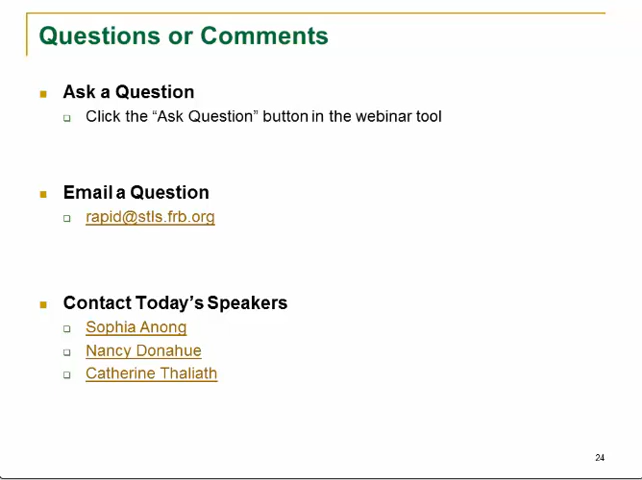 Questions or Comments
Ask a Question
Click the “Ask Question” button in the webinar tool
Email a Question
rapid@stls.frb.org
Contact Today’s Speakers
Sophia Anong
Nancy Donahue
Catherine Thaliath
24